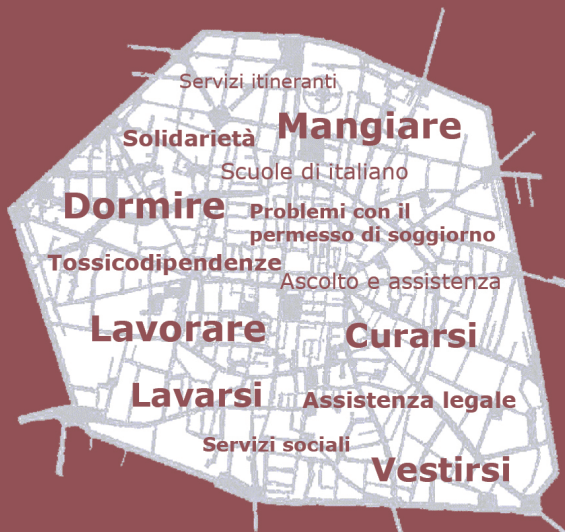 Servizi itineranti
Solidarietà
Mangiare
Scuole di italiano
Dormire
Problemi con il
permesso di soggiorno
Tossicodipendenze
Ascolto e assistenza
Lavorare
Curarsi
Lavarsi
Assistenza legale
Servizi sociali
Vestirsi